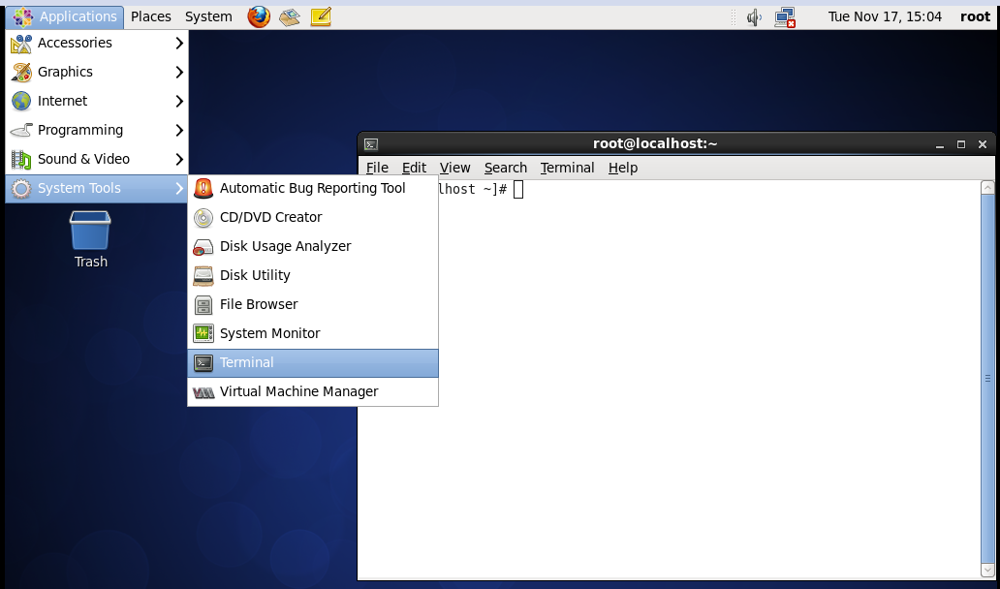 Applications Places System Tue Nov 17, 15:04 root
Accessories
Graphics
Internet
Programming
Sound & Video
System Tools
Trash
Automatic Bug Reporting Tool
CD/DVD Creator
Disk Usage Analyzer
Disk Utility
File Browser
System Monitor
Terminal
Virtual Machine Manager
root@localhost:~
File Edit View Search Terminal Help
lhost ~]#